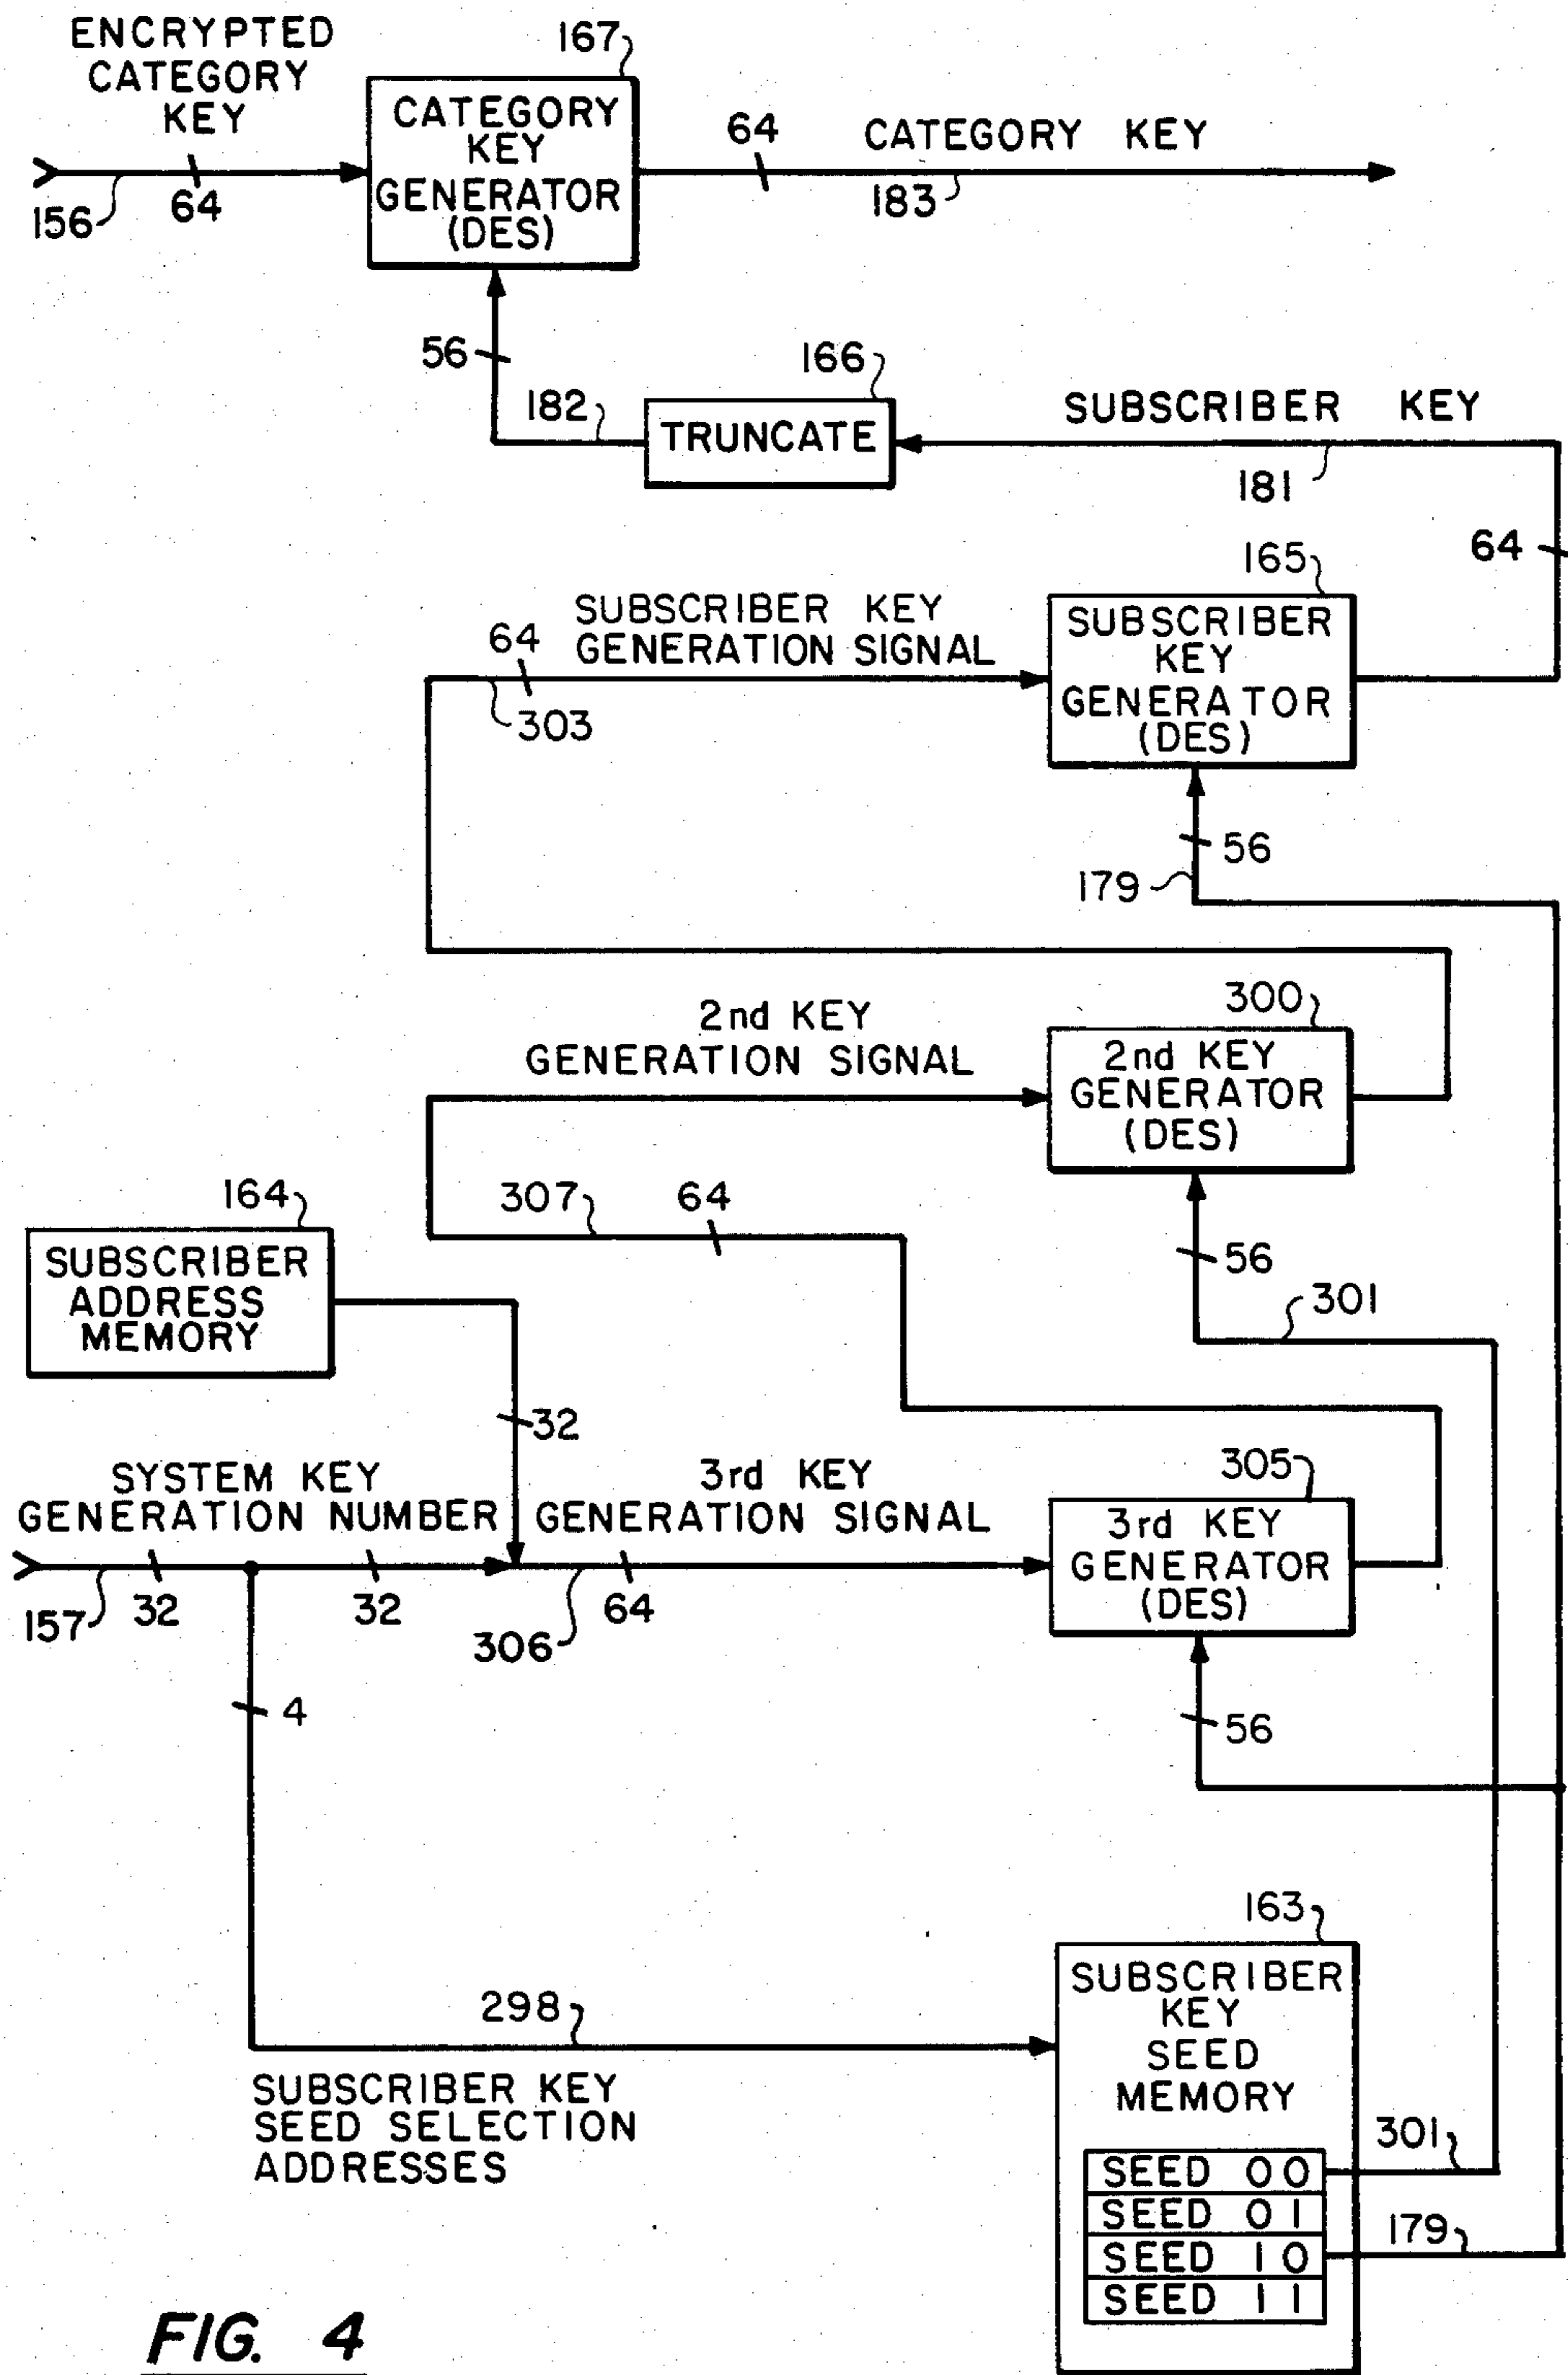 ENCRYPTED
CATEGORY
KEY
167
CATEGORY
KEY
GENERATOR
(DES)
64
CATEGORY KEY
156
64
183
56
182
166
TRUNCATE
SUBSCRIBER KEY
181
64
165
SUBSCRIBER KEY
GENERATION SIGNAL
64
303
SUBSCRIBER
KEY
GENERATOR
(DES)
56
179
300
2nd KEY
GENERATION SIGNAL
2nd KEY
GENERATOR
(DES)
164
307
64
SUBSCRIBER
ADDRESS
MEMORY
56
301
32
SYSTEM KEY
GENERATION NUMBER
3rd KEY
GENERATION SIGNAL
305
3rd KEY
GENERATOR
(DES)
157
32
32
306
64
4
56
163
298
SUBSCRIBER KEY
SEED SELECTION
ADDRESSES
SUBSCRIBER
KEY
SEED
MEMORY
301
SEED 00
SEED 01
179
SEED 10
SEED 11
FIG. 4